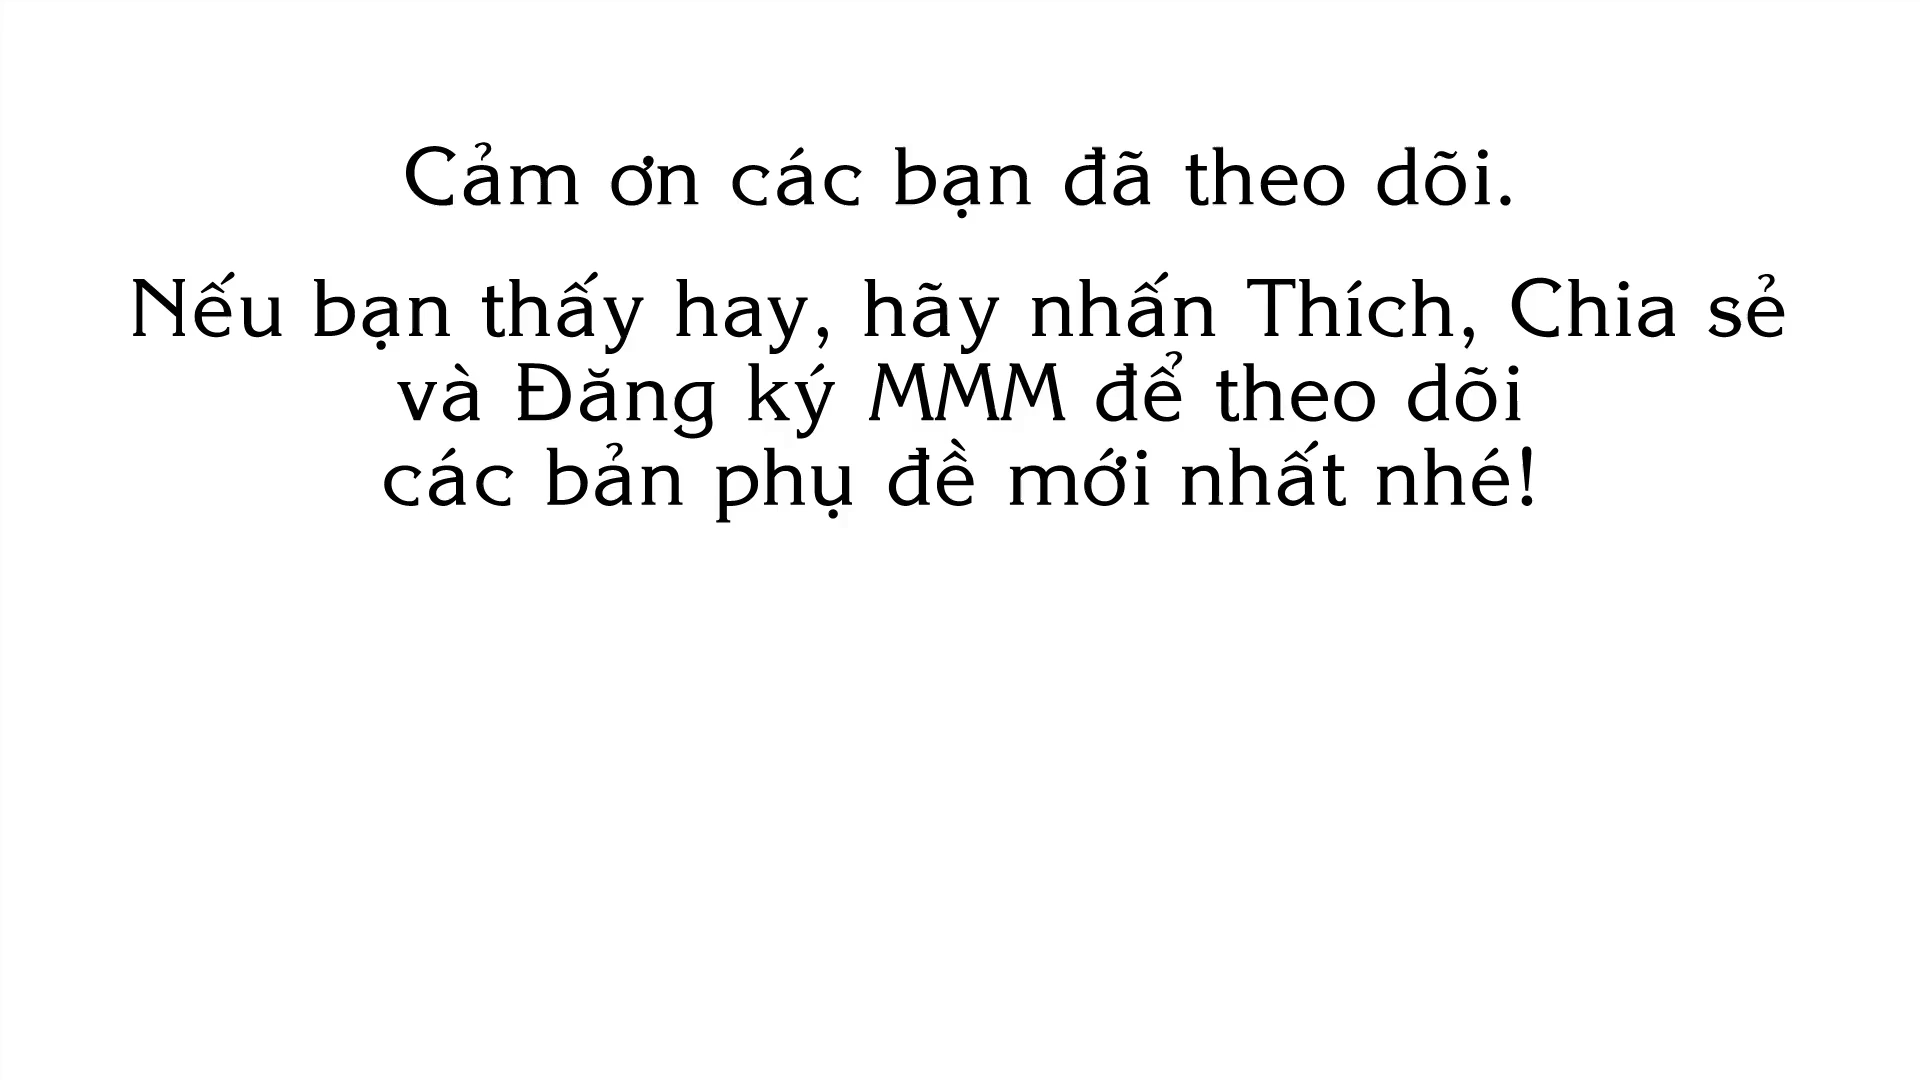 Cảm ơn các bạn đã theo dõi.
Nếu bạn thấy hay, hãy nhấn Thích, Chia sẻ
và Đăng ký MMM để theo dõi
các bản phụ đề mới nhất nhé!